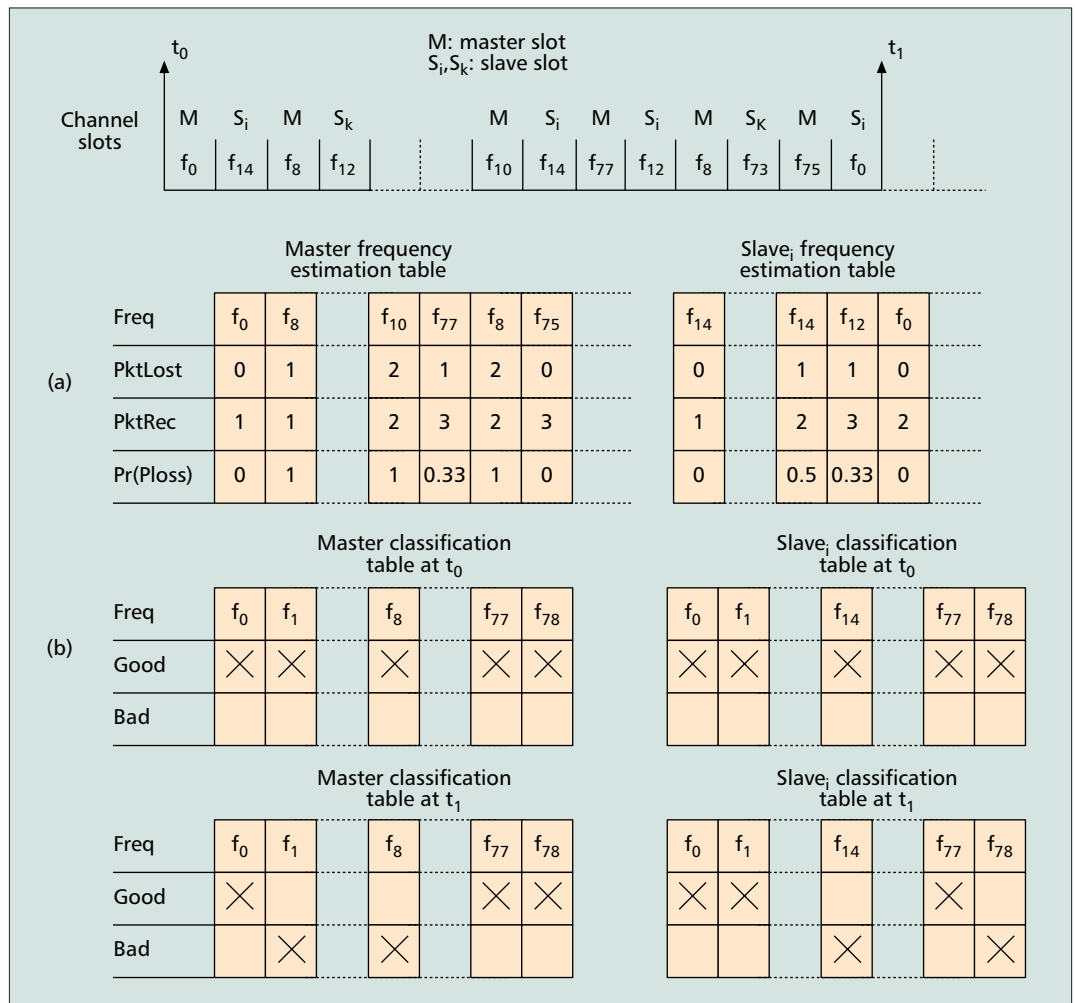 t0
M: master slot
Si,Sk: slave slot
t1
Channel slots
M Si M Sk M Si M Si M SK M Si
f0 f14 f8 f12 f10 f14 f77 f12 f8 f73 f75 f0
Master frequency estimation table
Slavei frequency estimation table
(a)
Freq f0 f8 f10 f77 f8 f75 f14 f14 f12 f0
PktLost 0 1 2 1 2 0 0 1 1 0
PktRec 1 1 2 3 2 3 1 2 3 2
Pr(Ploss) 0 1 1 0.33 1 0 0 0.5 0.33 0
(b)
Master classification table at t0
Slavei classification table at t0
Freq f0 f1 f8 f77 f78 f0 f1 f14 f77 f78
Good
Bad
Master classification table at t1
Slavei classification table at t1
Freq f0 f1 f8 f77 f78 f0 f1 f14 f77 f78
Good
Bad